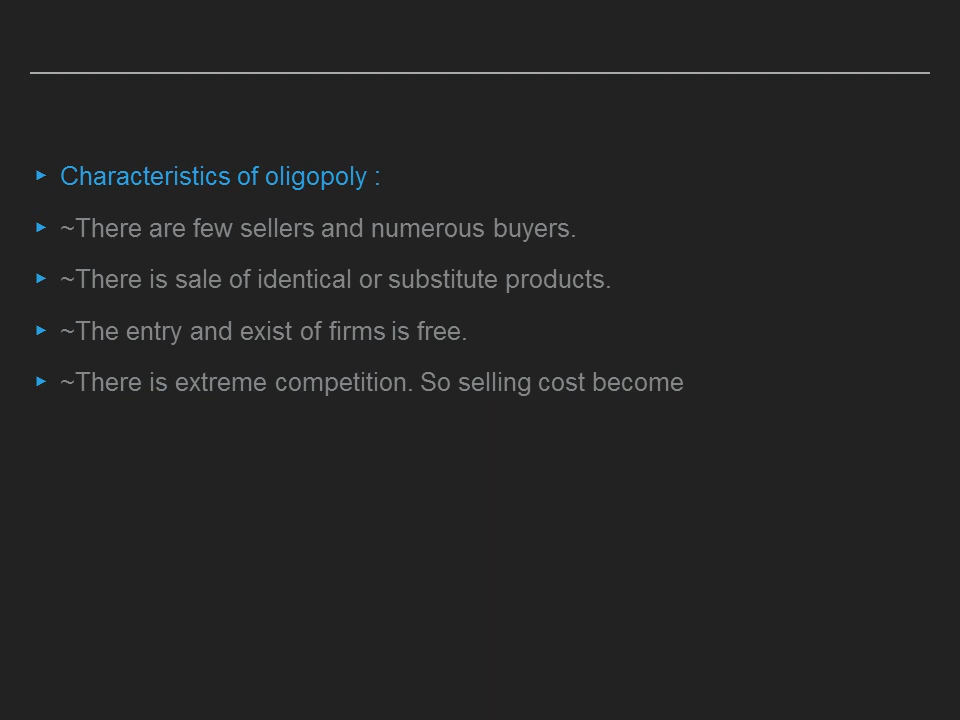 ▸ Characteristics of oligopoly :
▸ ~There are few sellers and numerous buyers.
▸ ~There is sale of identical or substitute products.
▸ ~The entry and exist of firms is free.
▸ ~There is extreme competition. So selling cost become